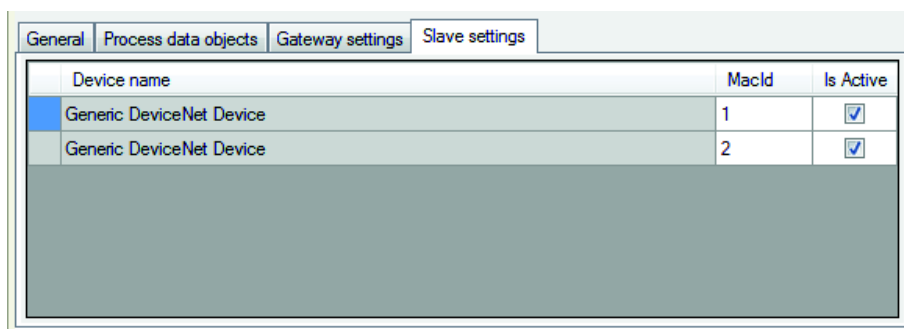 General Process data objects Gateway settings Slave settings
Device name MacId Is Active
Generic DeviceNet Device 1
Generic DeviceNet Device 2